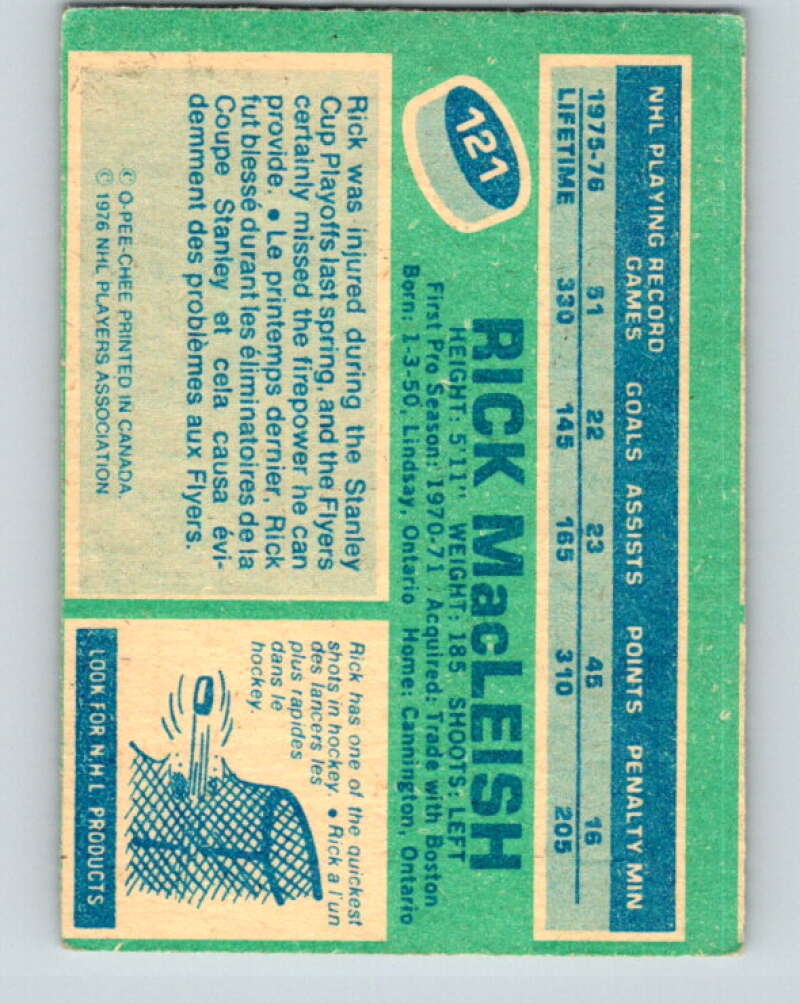 NHL PLAYING RECORD
GAMES GOALS ASSISTS POINTS PENALTY MIN
1975-76 51 22 23 45 16
LIFETIME 330 145 165 310 205
121
RICK MacLEISH
HEIGHT: 5'11" WEIGHT: 185 SHOOTS: LEFT
First Pro Season: 1970-71 Acquired: Trade with Boston
Born: 1-3-50, Lindsay, Ontario Home: Cannington, Ontario
Rick was injured during the Stanley
Cup Playoffs last spring, and the Flyers
certainly missed the firepower he can
provide. • Le printemps dernier, Rick
fut blessé durant les éliminatoires de la
Coupe Stanley et cela causa évi-
demment des problèmes aux Flyers.
© O-PEE-CHEE PRINTED IN CANADA.
© 1976 NHL PLAYERS ASSOCIATION
Rick has one of the quickest
shots in hockey. • Rick a l'un
des lancers les
plus rapides
dans le
hockey.
LOOK FOR N.H.L. PRODUCTS